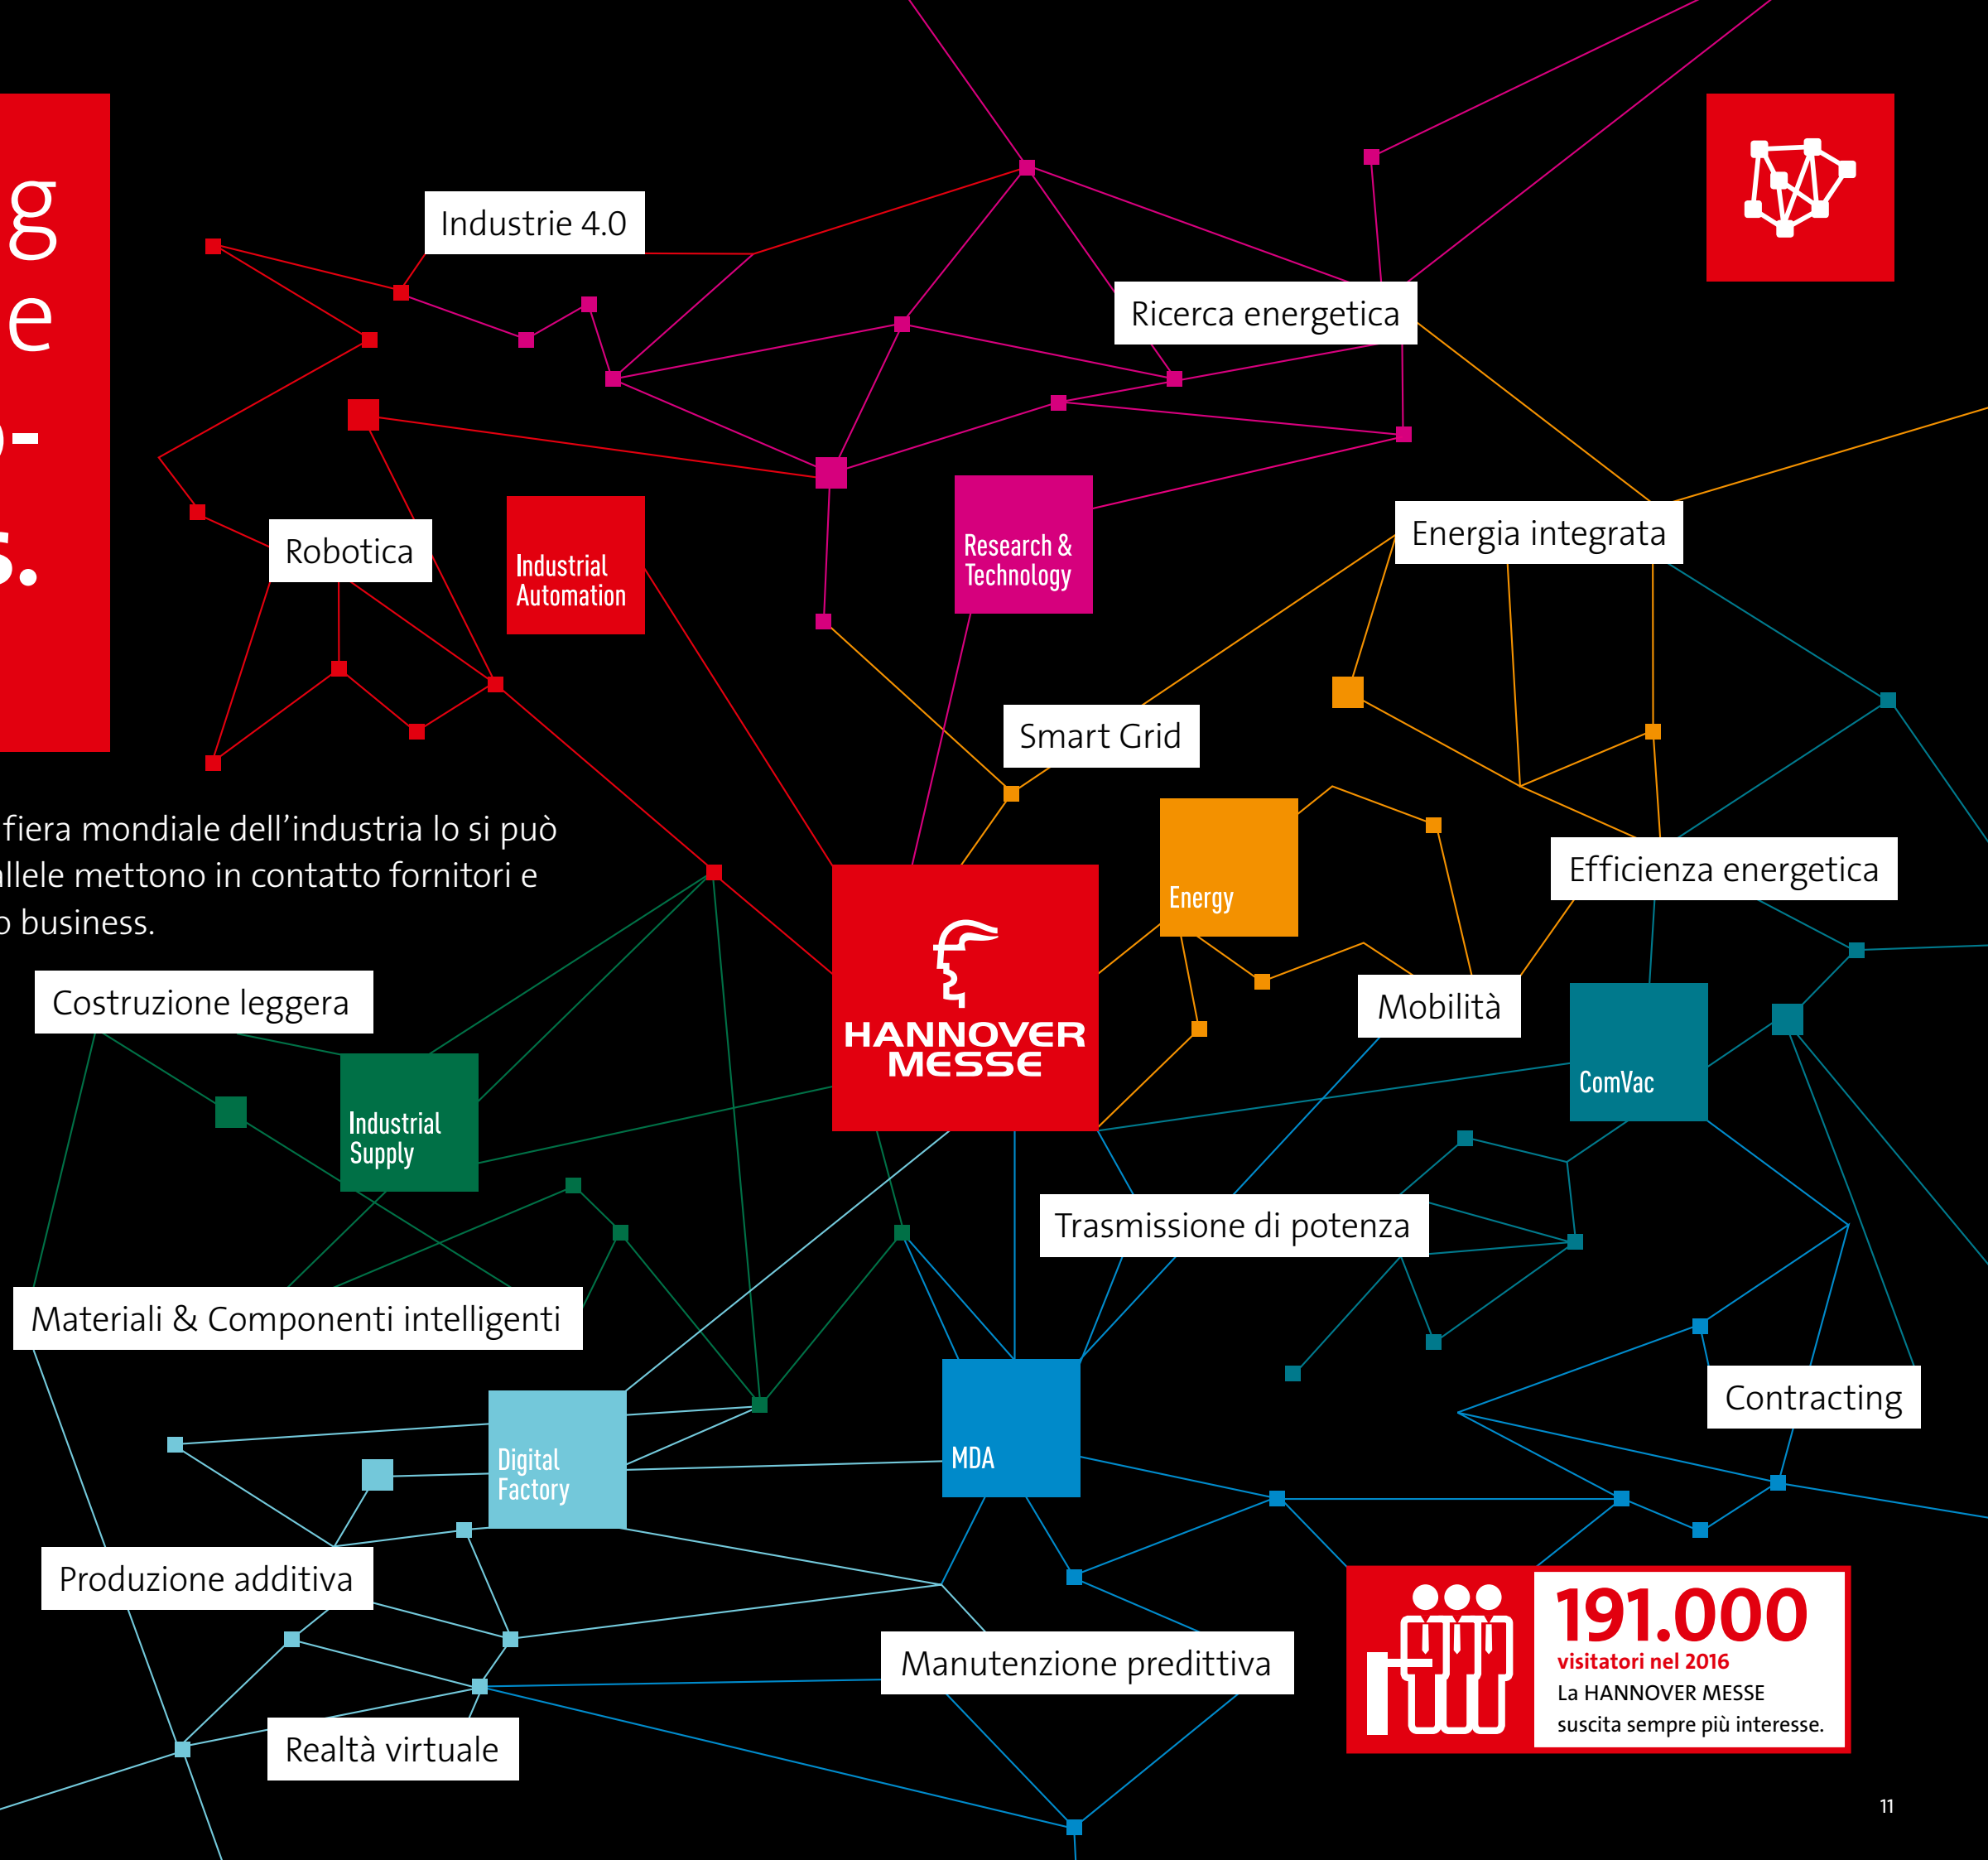 g
e
-
s.
Industrie 4.0
Ricerca energetica
Robotica
Industrial
Automation
Research &
Technology
Energia integrata
Smart Grid
fiera mondiale dell’industria lo si può
allele mettono in contatto fornitori e
o business.
Energy
Efficienza energetica
Costruzione leggera
HANNOVER
MESSE
Mobilità
ComVac
Industrial
Supply
Trasmissione di potenza
Materiali & Componenti intelligenti
Contracting
Digital
Factory
MDA
Produzione additiva
Manutenzione predittiva
191.000
visitatori nel 2016
La HANNOVER MESSE
suscita sempre più interesse.
Realtà virtuale
11